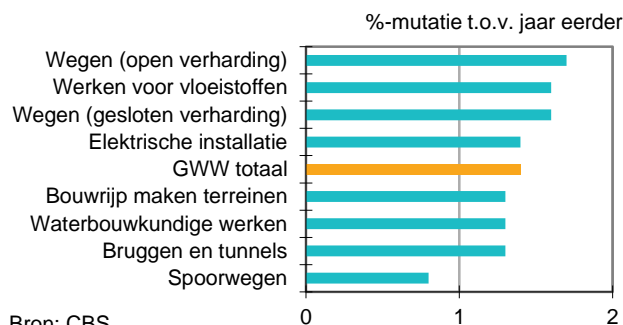 %-mutatie t.o.v. jaar eerder
Wegen (open verharding)
Werken voor vloeistoffen
Wegen (gesloten verharding)
Elektrische installatie
GWW totaal
Bouwrijp maken terreinen
Waterbouwkundige werken
Bruggen en tunnels
Spoorwegen
0 1 2
Bron: CBS